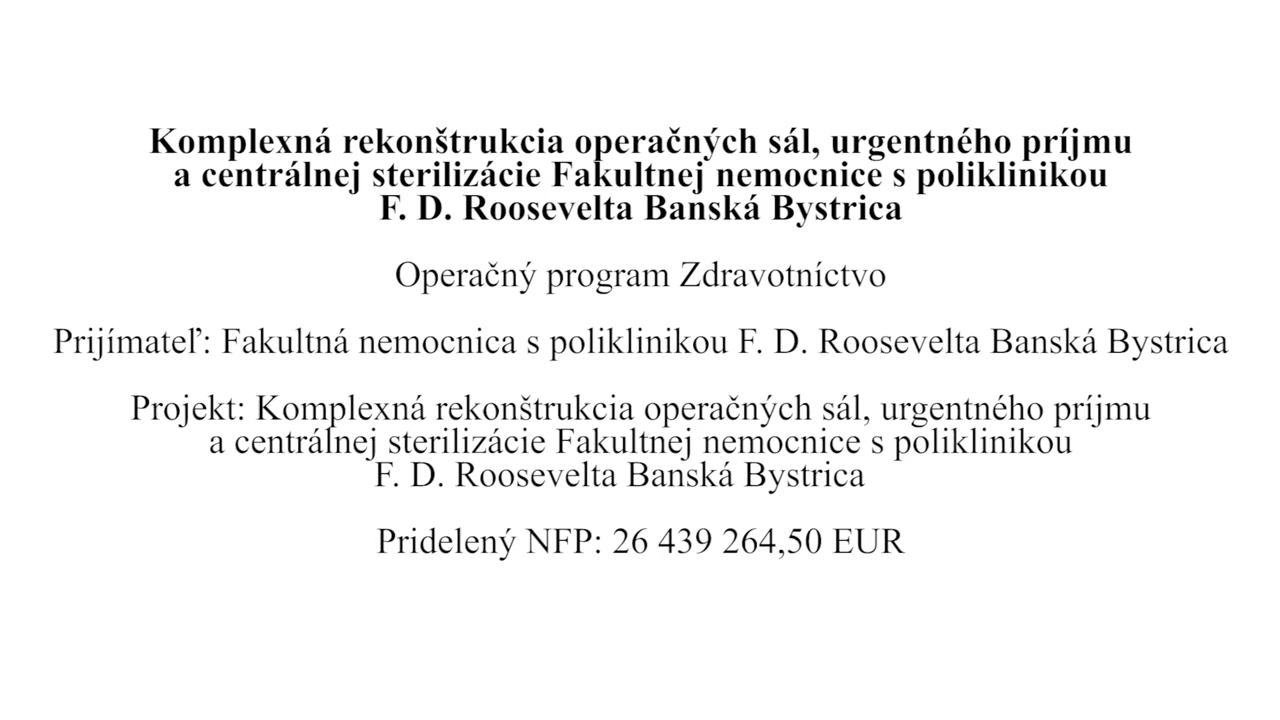 Komplexná rekonštrukcia operačných sál, urgentného príjmu
a centrálnej sterilizácie Fakultnej nemocnice s poliklinikou
F. D. Roosevelta Banská Bystrica
Operačný program Zdravotníctvo
Prijímateľ: Fakultná nemocnica s poliklinikou F. D. Roosevelta Banská Bystrica
Projekt: Komplexná rekonštrukcia operačných sál, urgentného príjmu
a centrálnej sterilizácie Fakultnej nemocnice s poliklinikou
F. D. Roosevelta Banská Bystrica
Pridelený NFP: 26 439 264,50 EUR